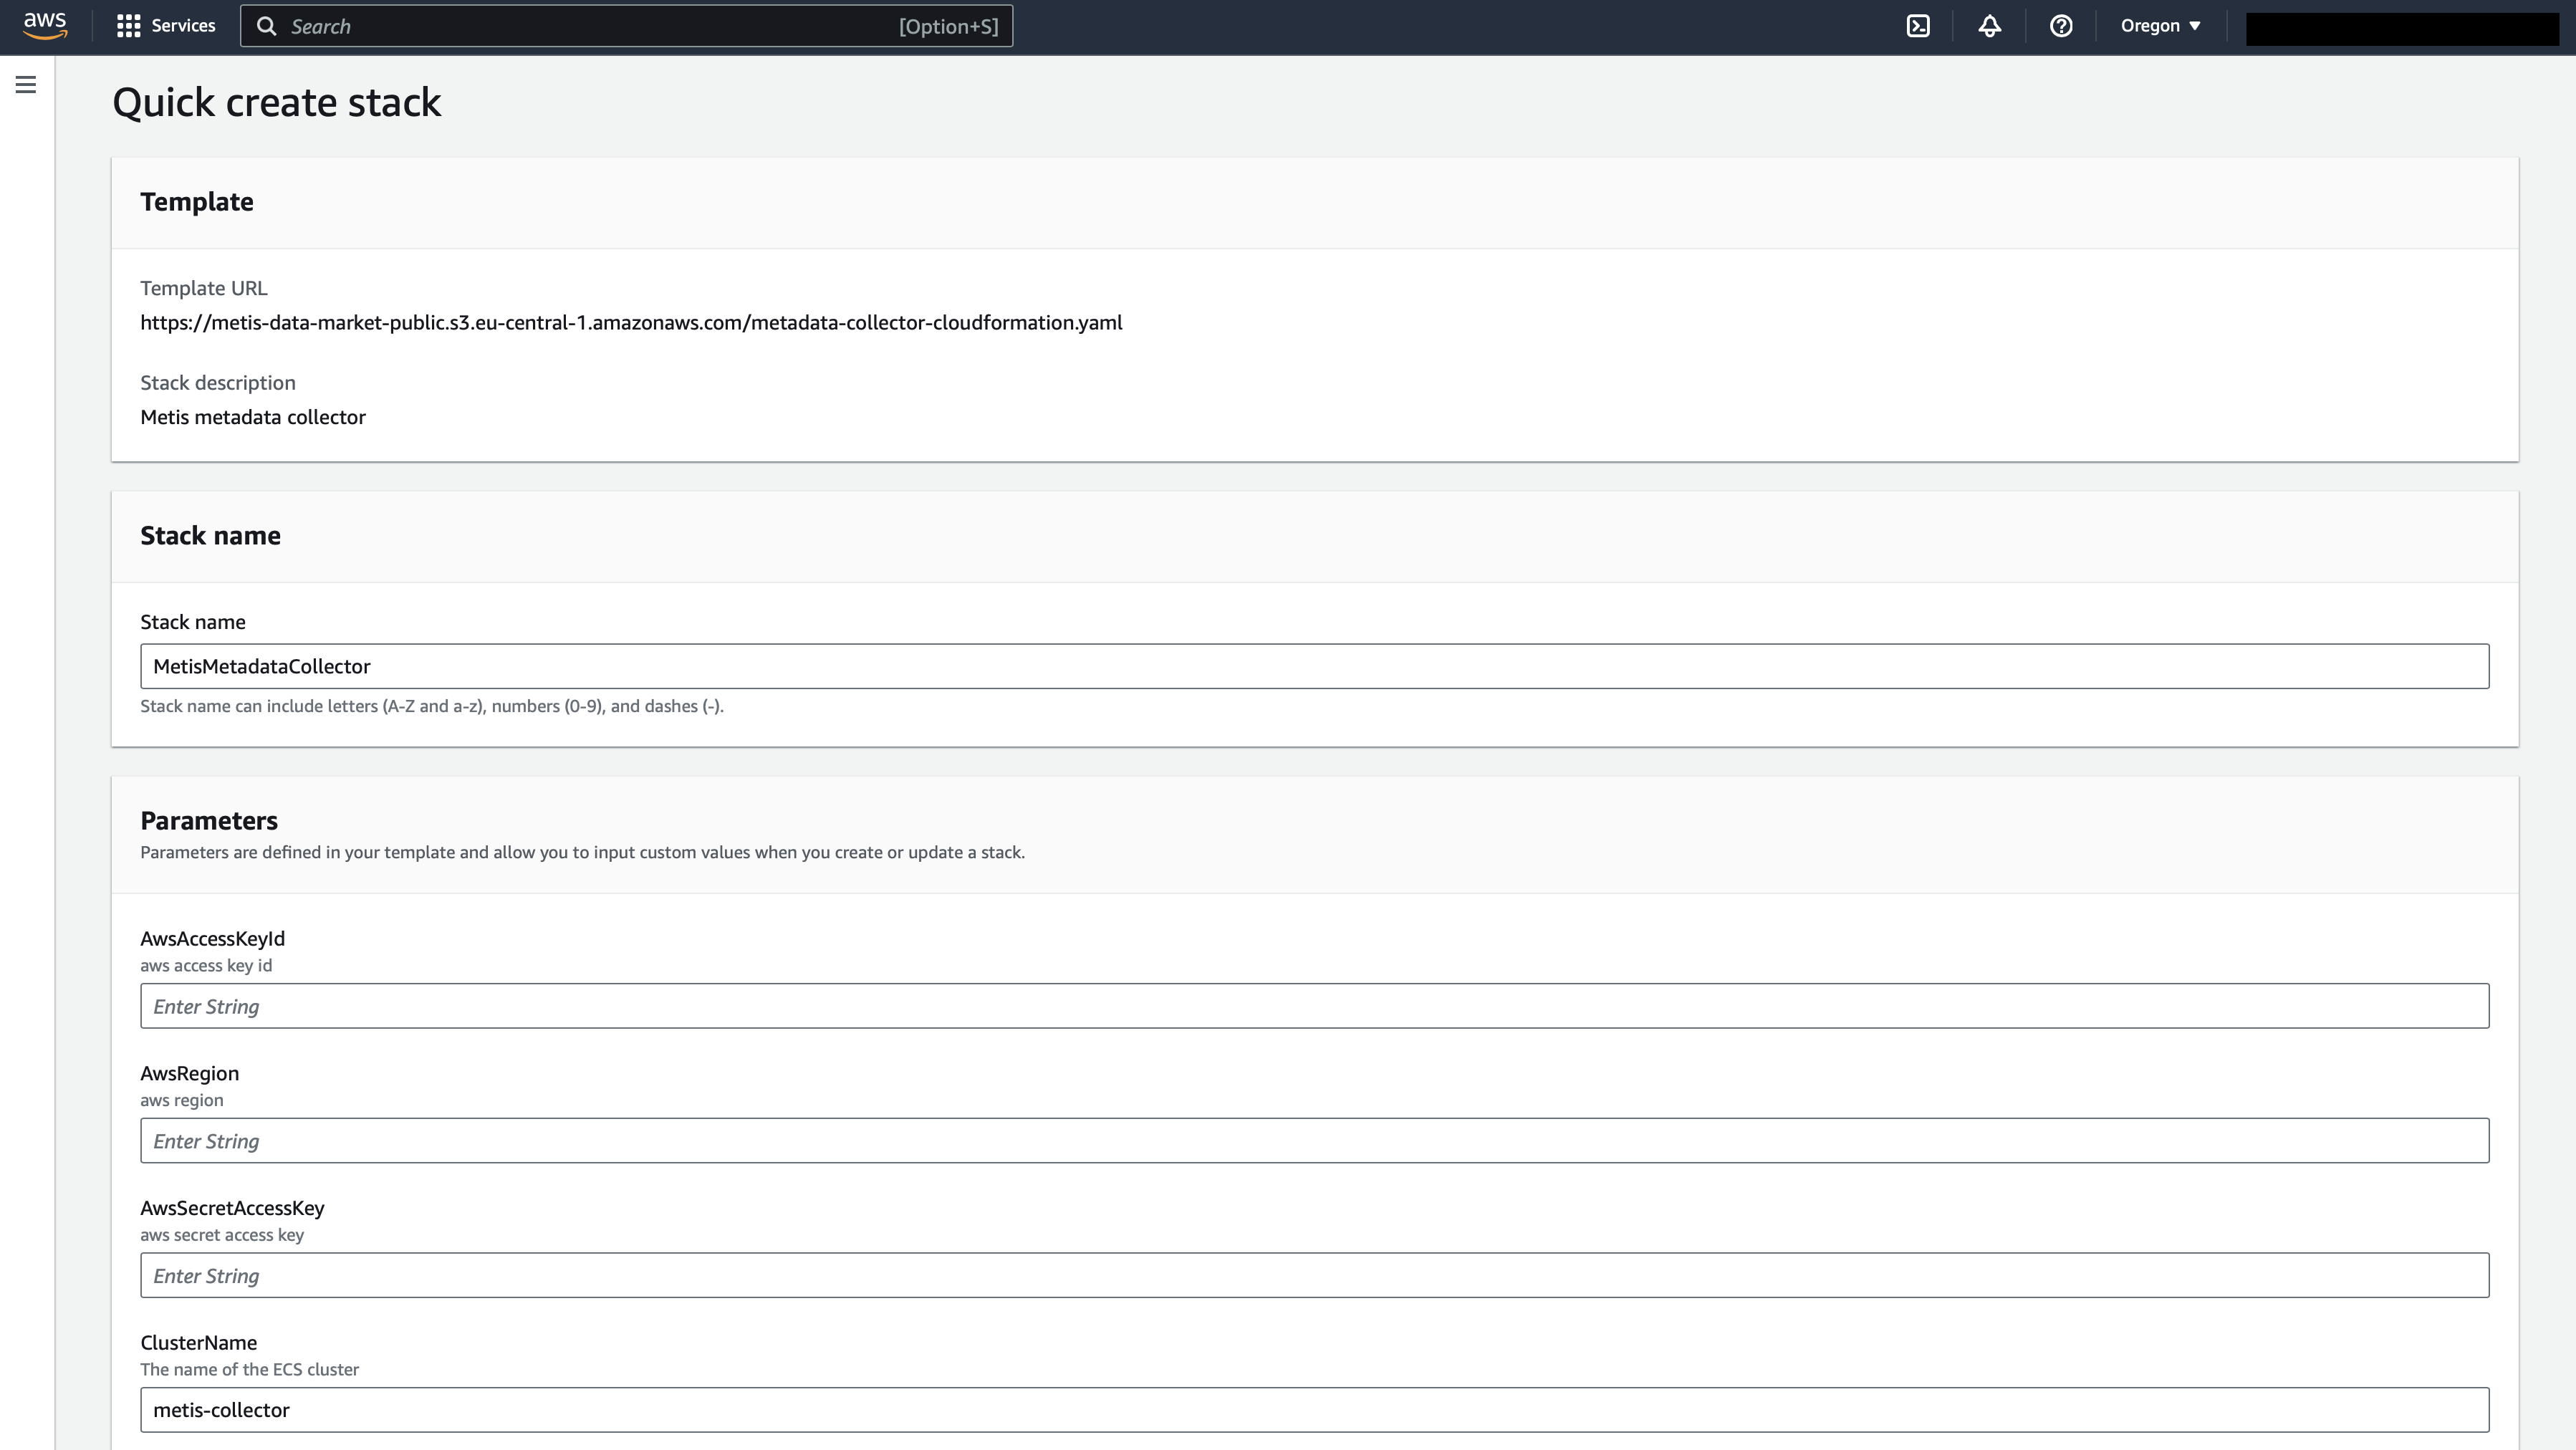 aws Services Search [Option+S] Oregon
Quick create stack
Template
Template URL
https://metis-data-market-public.s3.eu-central-1.amazonaws.com/metadata-collector-cloudformation.yaml
Stack description
Metis metadata collector
Stack name
Stack name
MetisMetadataCollector
Stack name can include letters (A-Z and a-z), numbers (0-9), and dashes (-).
Parameters
Parameters are defined in your template and allow you to input custom values when you create or update a stack.
AwsAccessKeyId
aws access key id
Enter String
AwsRegion
aws region
Enter String
AwsSecretAccessKey
aws secret access key
Enter String
ClusterName
The name of the ECS cluster
metis-collector